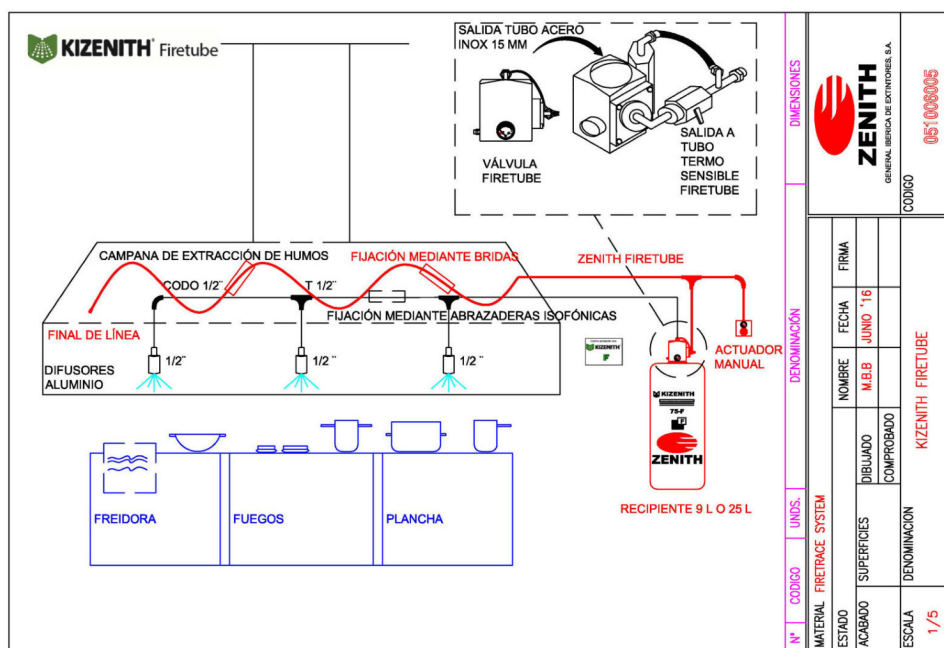 KIZENITH® Firetube
SALIDA TUBO ACERO
INOX 15 MM
VÁLVULA
FIRETUBE
SALIDA A
TUBO
TERMO
SENSIBLE
FIRETUBE
CAMPANA DE EXTRACCIÓN DE HUMOS
FIJACIÓN MEDIANTE BRIDAS
ZENITH FIRETUBE
CODO 1/2¨
T 1/2¨
FIJACIÓN MEDIANTE ABRAZADERAS ISOFÓNICAS
FINAL DE LÍNEA
ACTUADOR
MANUAL
DIFUSORES
ALUMINIO
1/2¨
1/2¨
1/2¨
KIZENITH
F
KIZENITH
75-F
F
ZENITH
RECIPIENTE 9 L O 25 L
FREIDORA
FUEGOS
PLANCHA
DIMENSIONES
DENOMINACIÓN
UNDS.
CODIGO
Nº
ZENITH
GENERAL IBERICA DE EXTINTORES, S.A.
CODIGO
051006005
MATERIAL FIRETRACE SYSTEM
ESTADO
NOMBRE
FECHA
FIRMA
ACABADO
SUPERFICIES
DIBUJADO
M.B.B
JUNIO '16
COMPROBADO
ESCALA
1/5
DENOMINACION
KIZENITH FIRETUBE